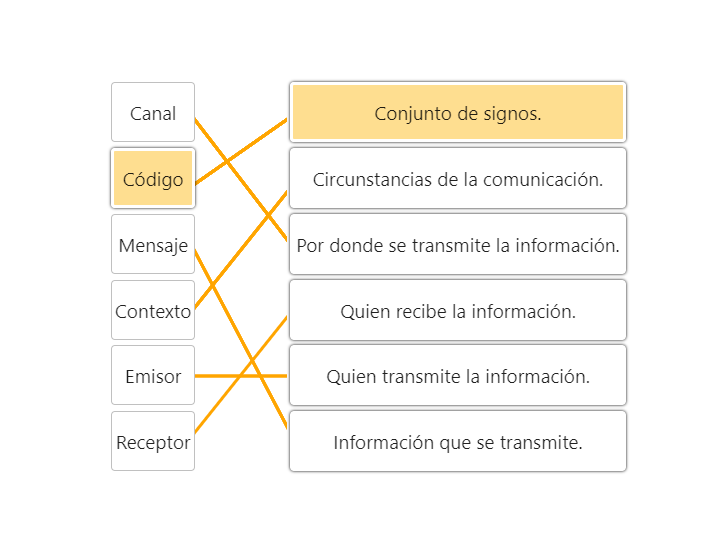 Canal
Conjunto de signos.
Código
Circunstancias de la comunicación.
Mensaje
Por donde se transmite la información.
Contexto
Quien recibe la información.
Emisor
Quien transmite la información.
Receptor
Información que se transmite.